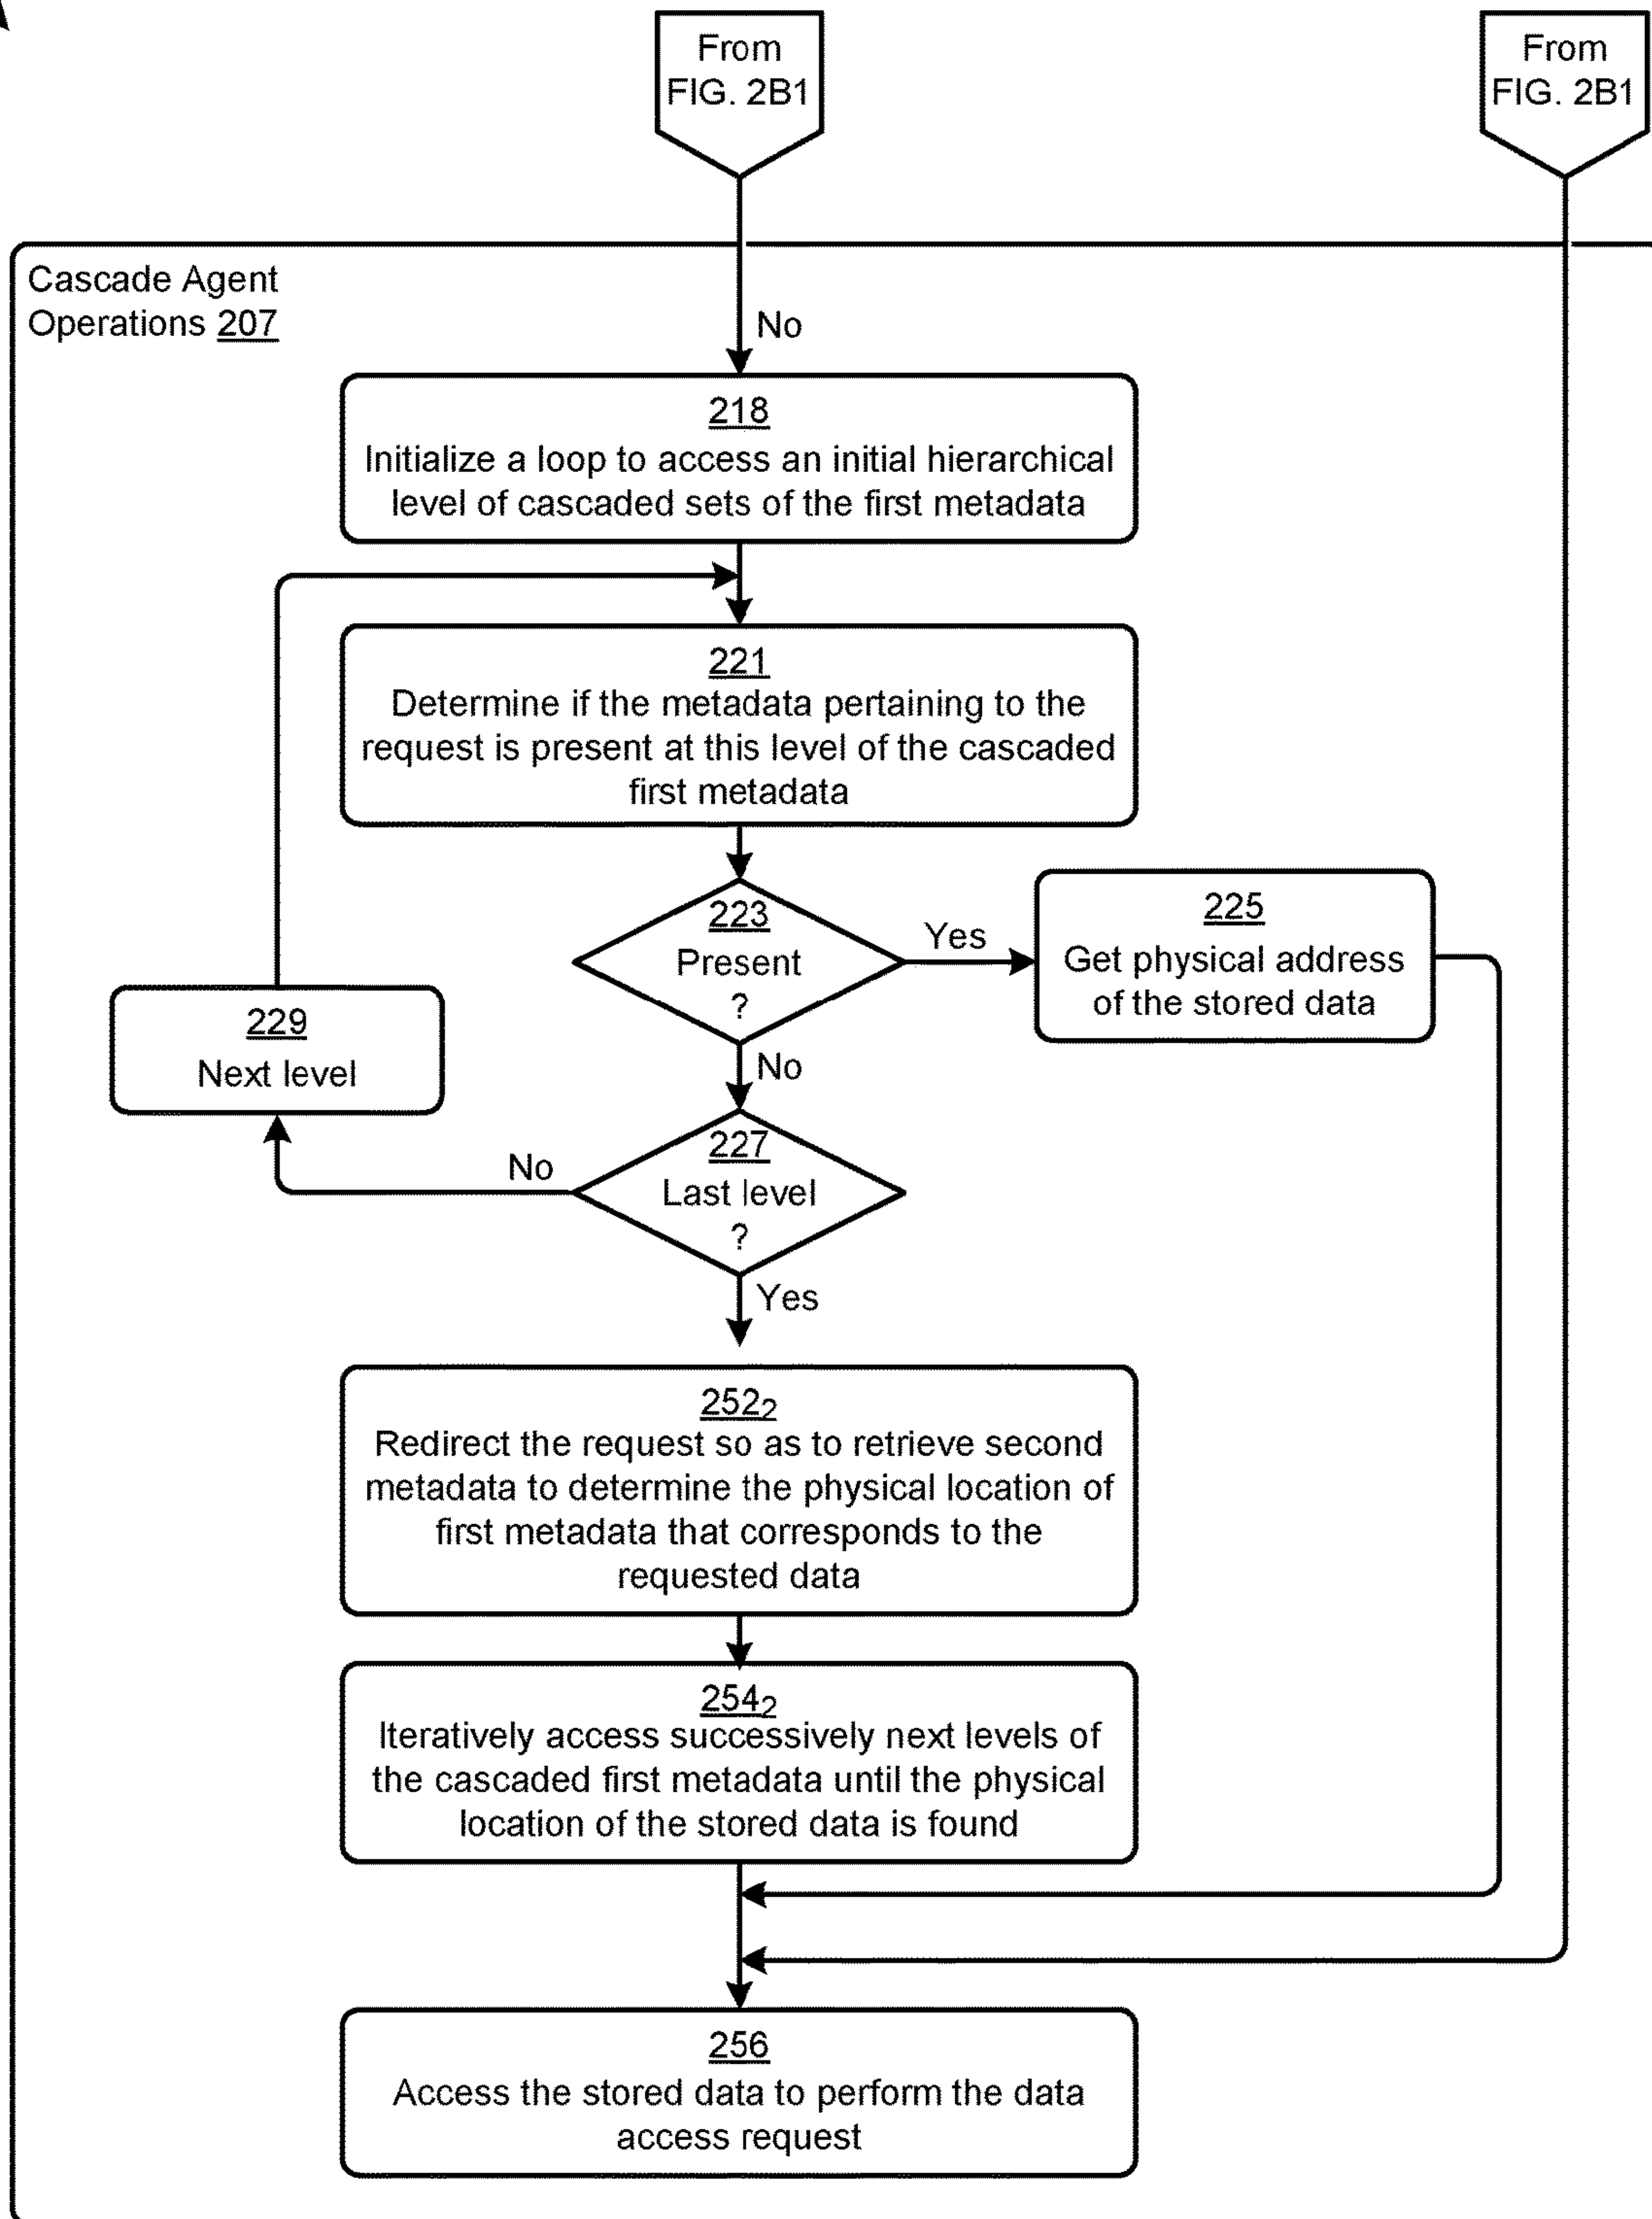 From
FIG. 2B1
From
FIG. 2B1
Cascade Agent
Operations 207
No
218
Initialize a loop to access an initial hierarchical
level of cascaded sets of the first metadata
221
Determine if the metadata pertaining to the
request is present at this level of the cascaded
first metadata
223
Present
?
Yes
225
Get physical address
of the stored data
229
Next level
No
227
Last level
?
No
Yes
252₂
Redirect the request so as to retrieve second
metadata to determine the physical location of
first metadata that corresponds to the
requested data
254₂
Iteratively access successively next levels of
the cascaded first metadata until the physical
location of the stored data is found
256
Access the stored data to perform the data
access request